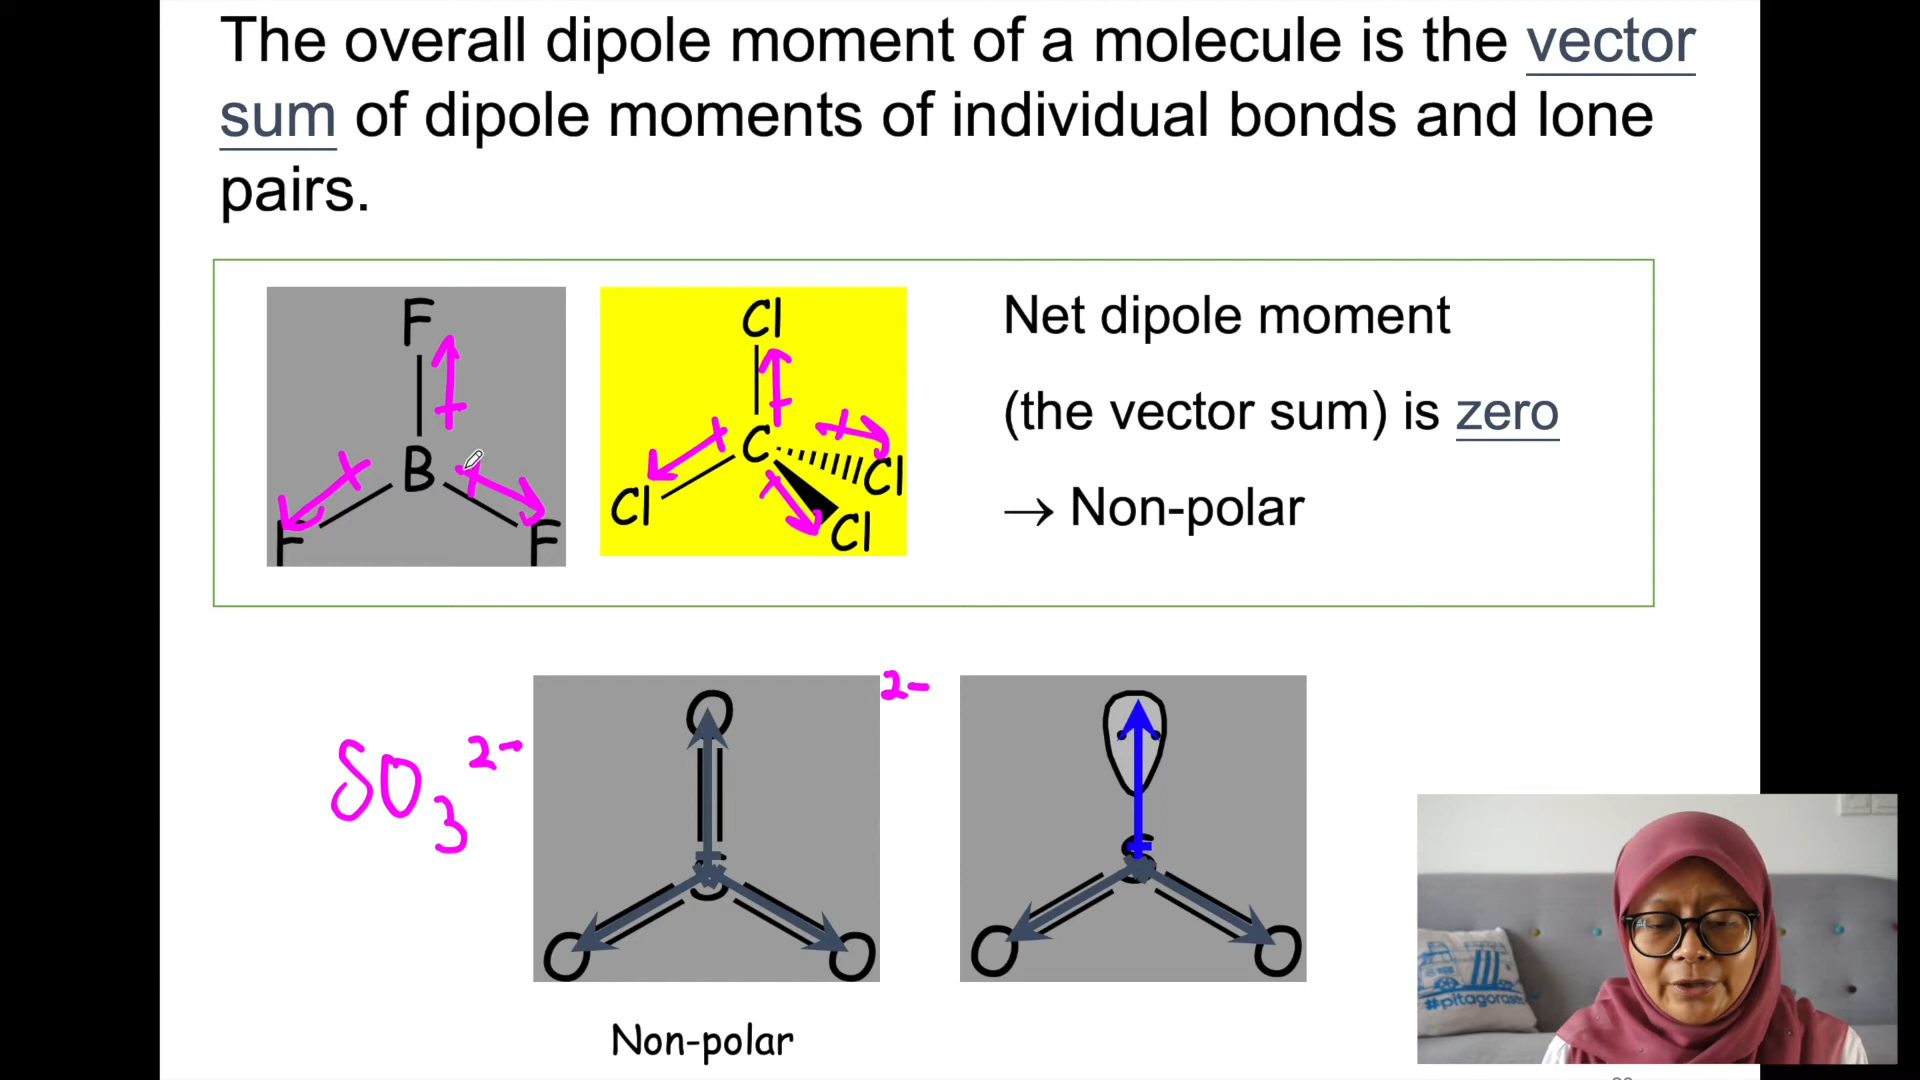 The overall dipole moment of a molecule is the vector
sum of dipole moments of individual bonds and lone
pairs.
F
B
F
F
Cl
C
Cl
Cl
Cl
Net dipole moment
(the vector sum) is zero
→ Non-polar
SO3 2-
2-
O
S
O
O
S
O
O
Non-polar
#pitagoras